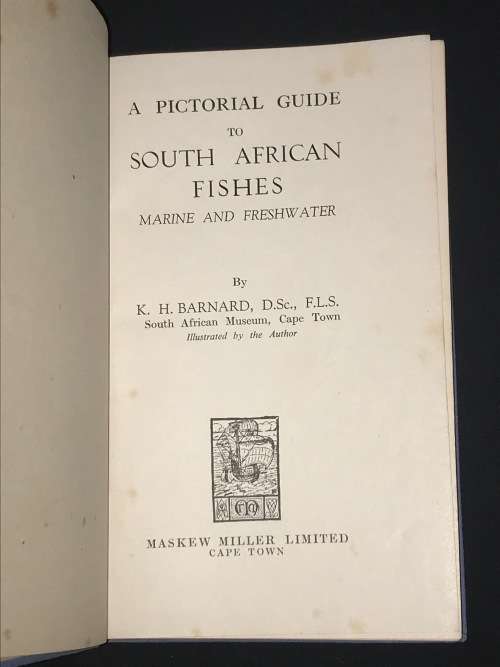 A PICTORIAL GUIDE
TO
SOUTH AFRICAN
FISHES
MARINE AND FRESHWATER
By
K. H. BARNARD, D.Sc., F.L.S.
South African Museum, Cape Town
Illustrated by the Author
M
MASKEW MILLER LIMITED
CAPE TOWN